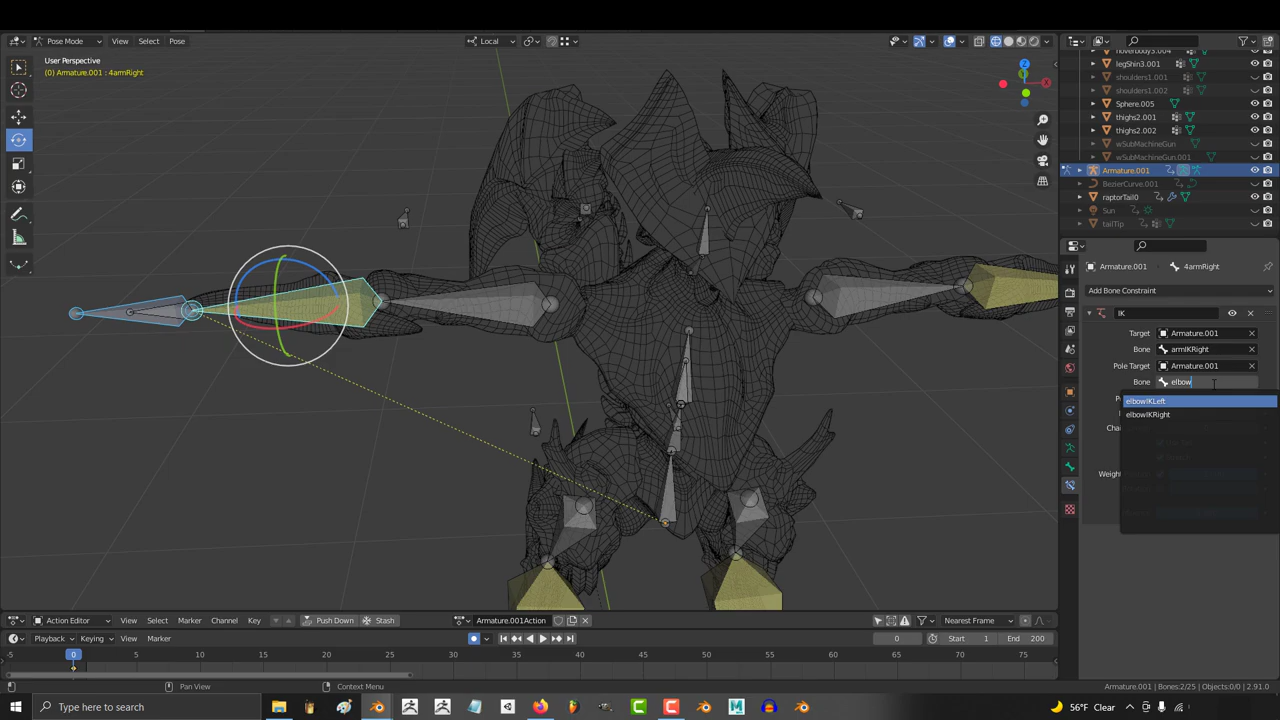 Pose Mode View Select Pose Local
User Perspective
(0) Armature.001 : 4armRight
Z
X
hoverbody3.004
legShin3.001
shoulders1.001
shoulders1.002
Sphere.005
thighs2.001
thighs2.002
wSubMachineGun
wSubMachineGun.001
Armature.001
BezierCurve.001
raptorTail0
Sun
tailTip
Armature.001 4armRight
Add Bone Constraint
IK
Target Armature.001
Bone armIKRight
Pole Target Armature.001
Bone elbow
elbowIKLeft
elbowIKRight
Weight
Action Editor View Select Marker Channel Key Push Down Stash Armature.001Action Nearest Frame
Playback Keying View Marker 0 Start 1 End 200
-5 0 5 10 15 20 25 30 35 40 45 50 55 60 65 70 75
Pan View Context Menu Armature.001 | Bones:2/25 | Objects:0/0 | 2.91.0
Type here to search 56°F Clear